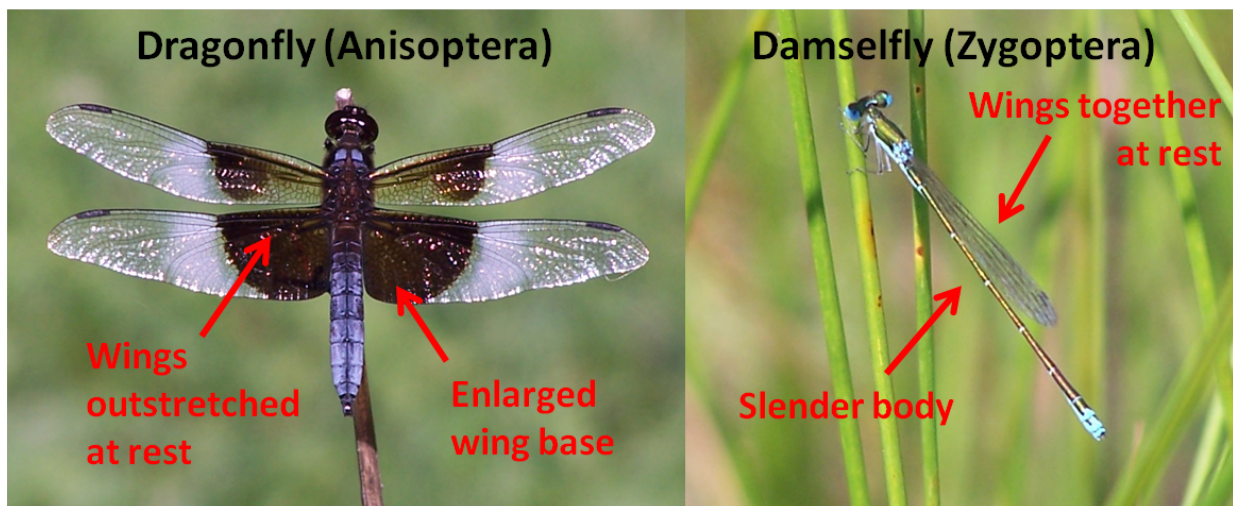 Dragonfly (Anisoptera)
Wings
outstretched
at rest
Enlarged
wing base
Damselfly (Zygoptera)
Wings together
at rest
Slender body